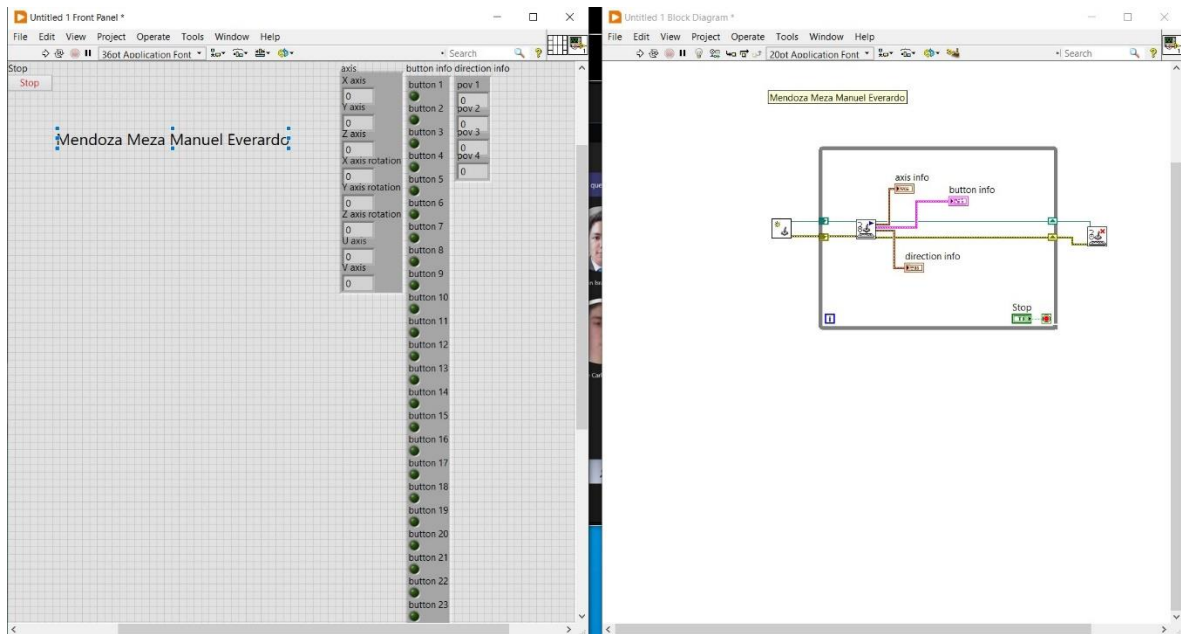 Untitled 1 Front Panel *
File Edit View Project Operate Tools Window Help
36pt Application Font
Search
Stop
Stop
Mendoza Meza Manuel Everardo
axis
X axis
0
Y axis
0
Z axis
0
X axis rotation
0
Y axis rotation
0
Z axis rotation
0
U axis
0
V axis
0
button info
button 1
button 2
button 3
button 4
button 5
button 6
button 7
button 8
button 9
button 10
button 11
button 12
button 13
button 14
button 15
button 16
button 17
button 18
button 19
button 20
button 21
button 22
button 23
direction info
pov 1
0
pov 2
0
pov 3
0
pov 4
0
que
Untitled 1 Block Diagram *
File Edit View Project Operate Tools Window Help
20pt Application Font
Search
Mendoza Meza Manuel Everardo
axis info
button info
direction info
Stop
i